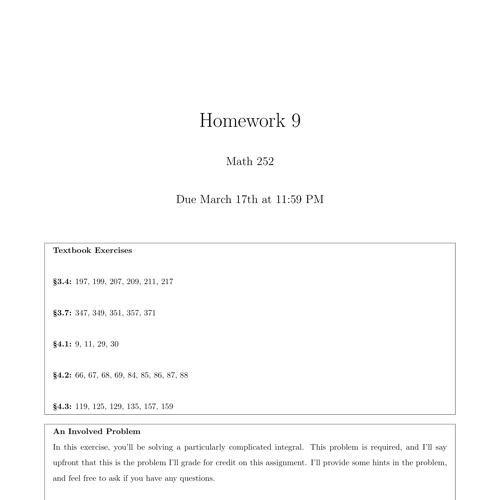 Homework 9
Math 252
Due March 17th at 11:59 PM
Textbook Exercises
§3.4: 197, 199, 207, 209, 211, 217
§3.7: 347, 349, 351, 357, 371
§4.1: 9, 11, 29, 30
§4.2: 66, 67, 68, 69, 84, 85, 86, 87, 88
§4.3: 119, 125, 129, 135, 157, 159
An Involved Problem
In this exercise, you'll be solving a particularly complicated integral. This problem is required, and I'll say
upfront that this is the problem I'll grade for credit on this assignment. I'll provide some hints in the problem,
and feel free to ask if you have any questions.